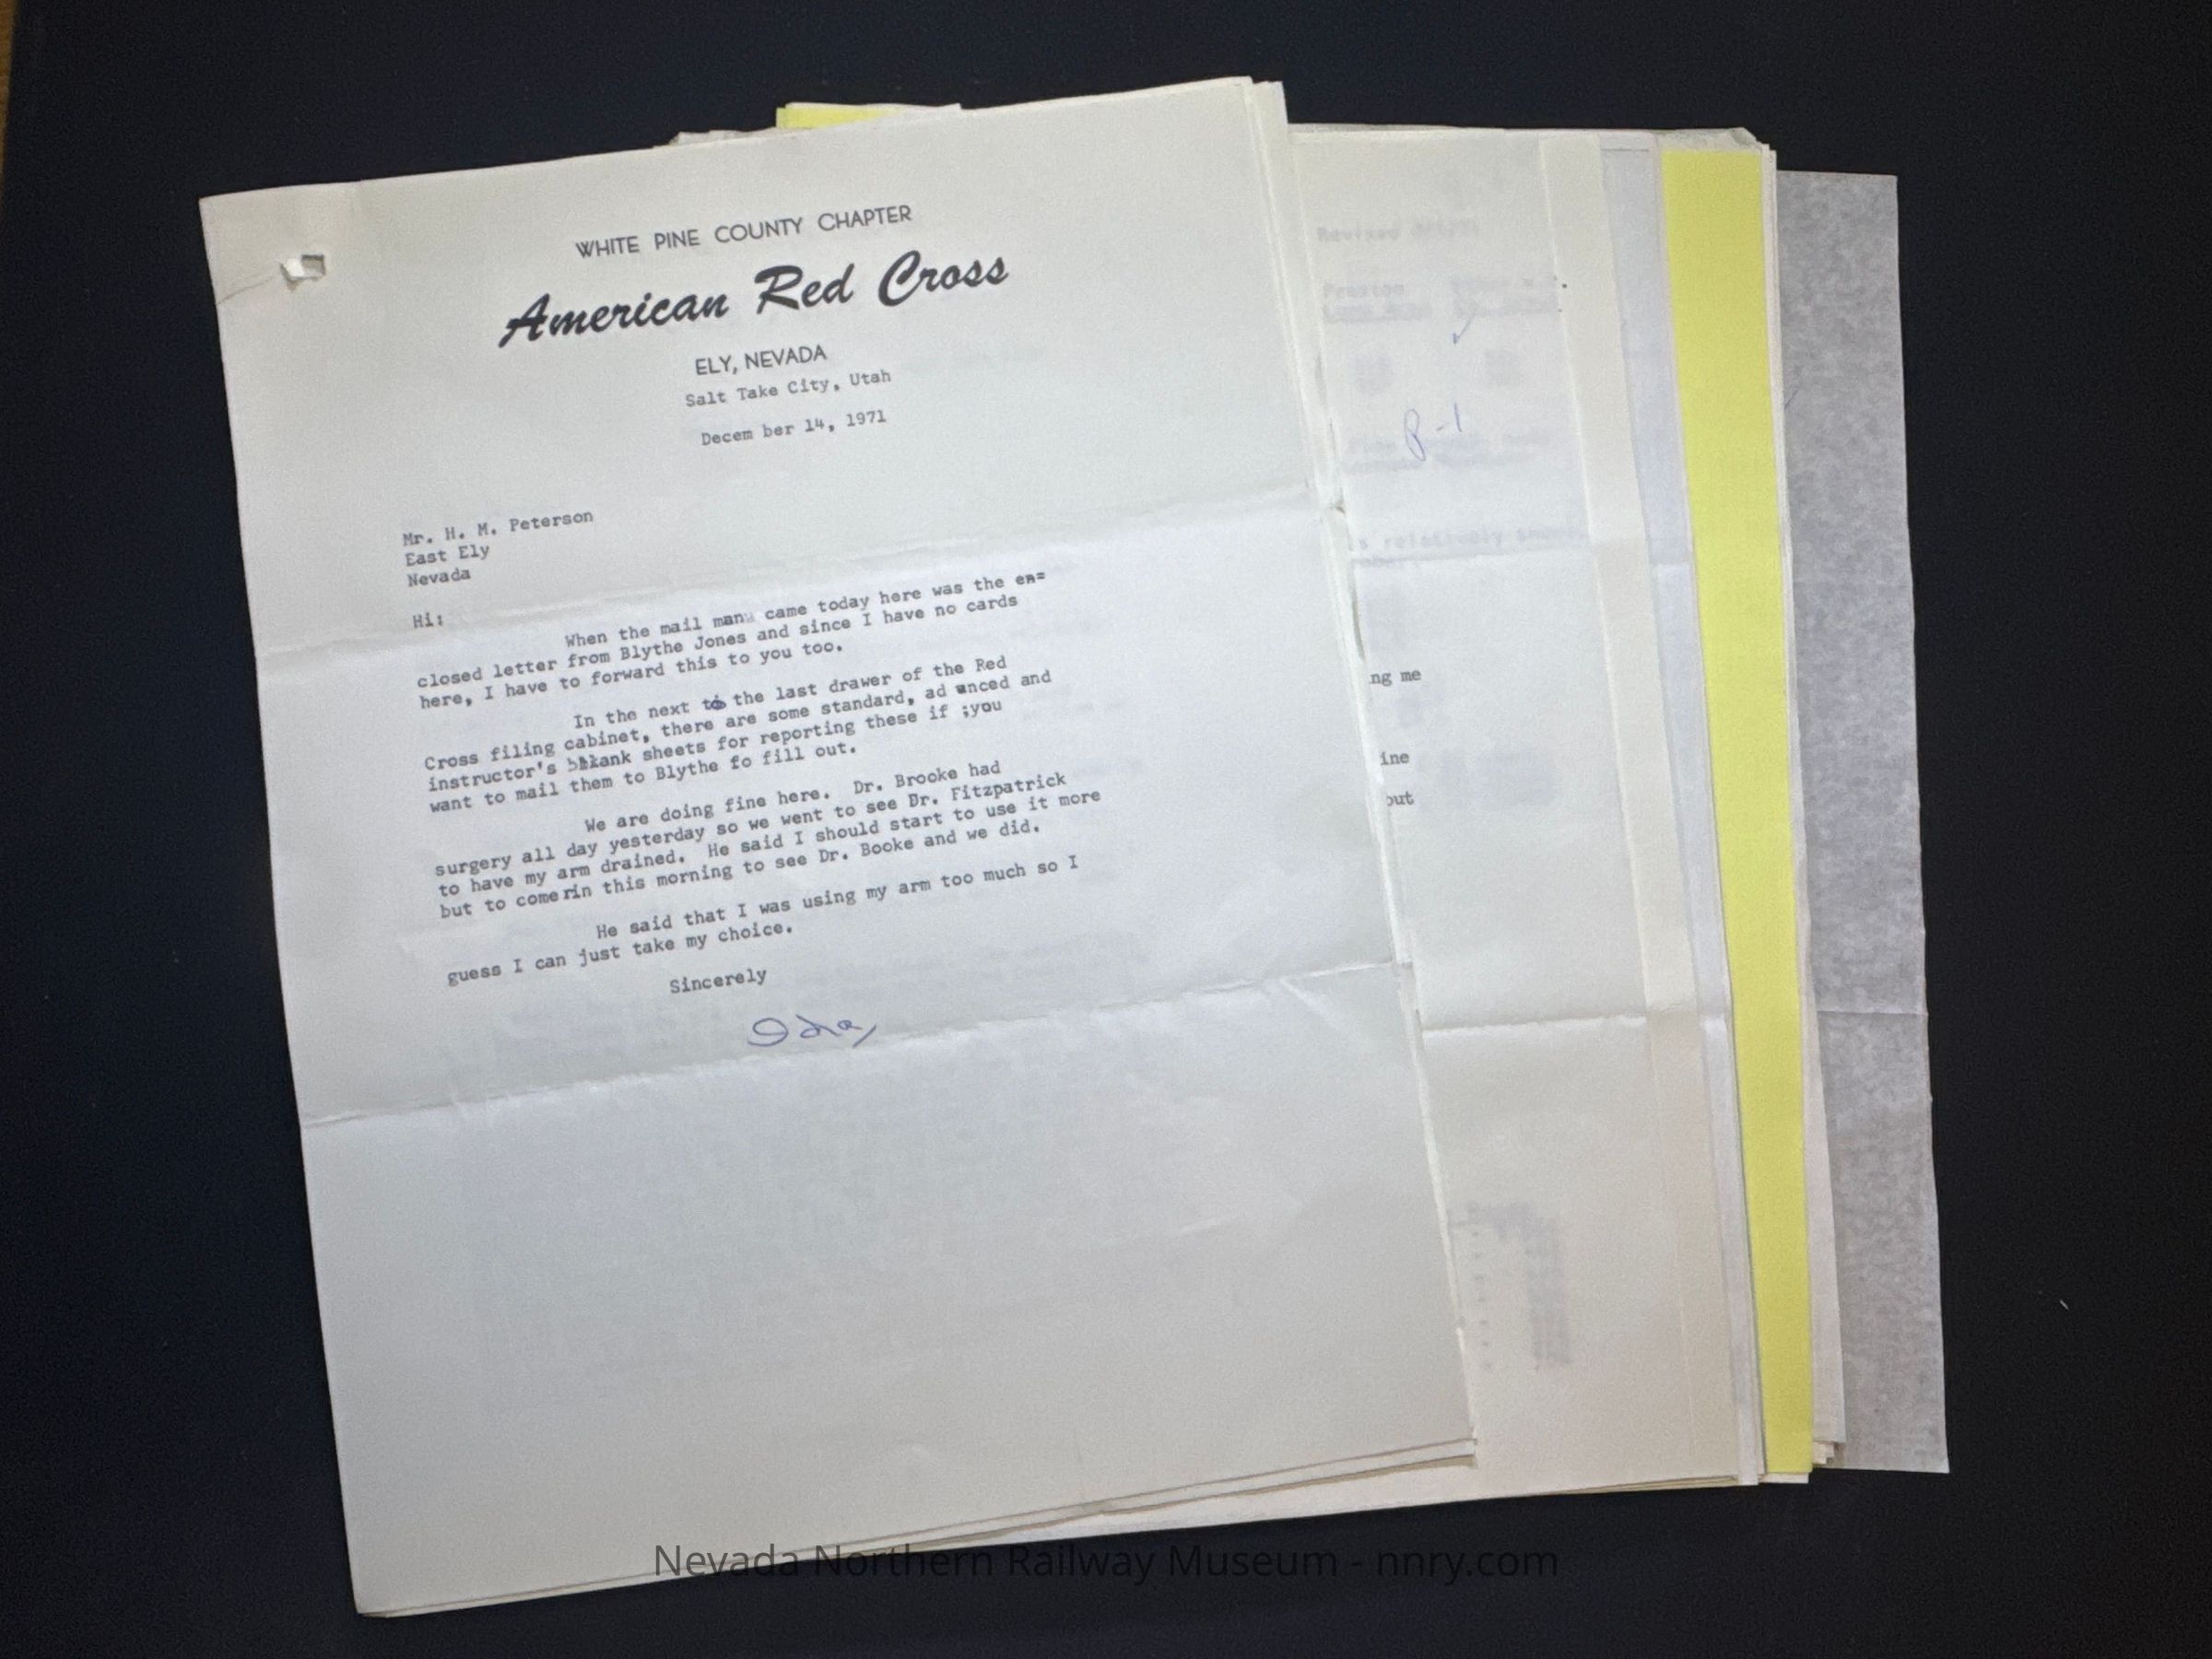 WHITE PINE COUNTY CHAPTER
American Red Cross
ELY, NEVADA
Salt Take City, Utah
Decem ber 14, 1971
Mr. H. M. Peterson
East Ely
Nevada
Hi:
When the mail man came today here was the en=
closed letter from Blythe Jones and since I have no cards
here, I have to forward this to you too.
In the next to the last drawer of the Red
Cross filing cabinet, there are some standard, ad anced and
instructor's blank sheets for reporting these if ;you
want to mail them to Blythe fo fill out.
We are doing fine here. Dr. Brooke had
surgery all day yesterday so we went to see Dr. Fitzpatrick
to have my arm drained. He said I should start to use it more
but to come in this morning to see Dr. Booke and we did.
He said that I was using my arm too much so I
guess I can just take my choice.
Sincerely
Ida
Revised
Preston
R-1
is relatively
ng me
ine
out
Nevada Northern Railway Museum - nnry.com